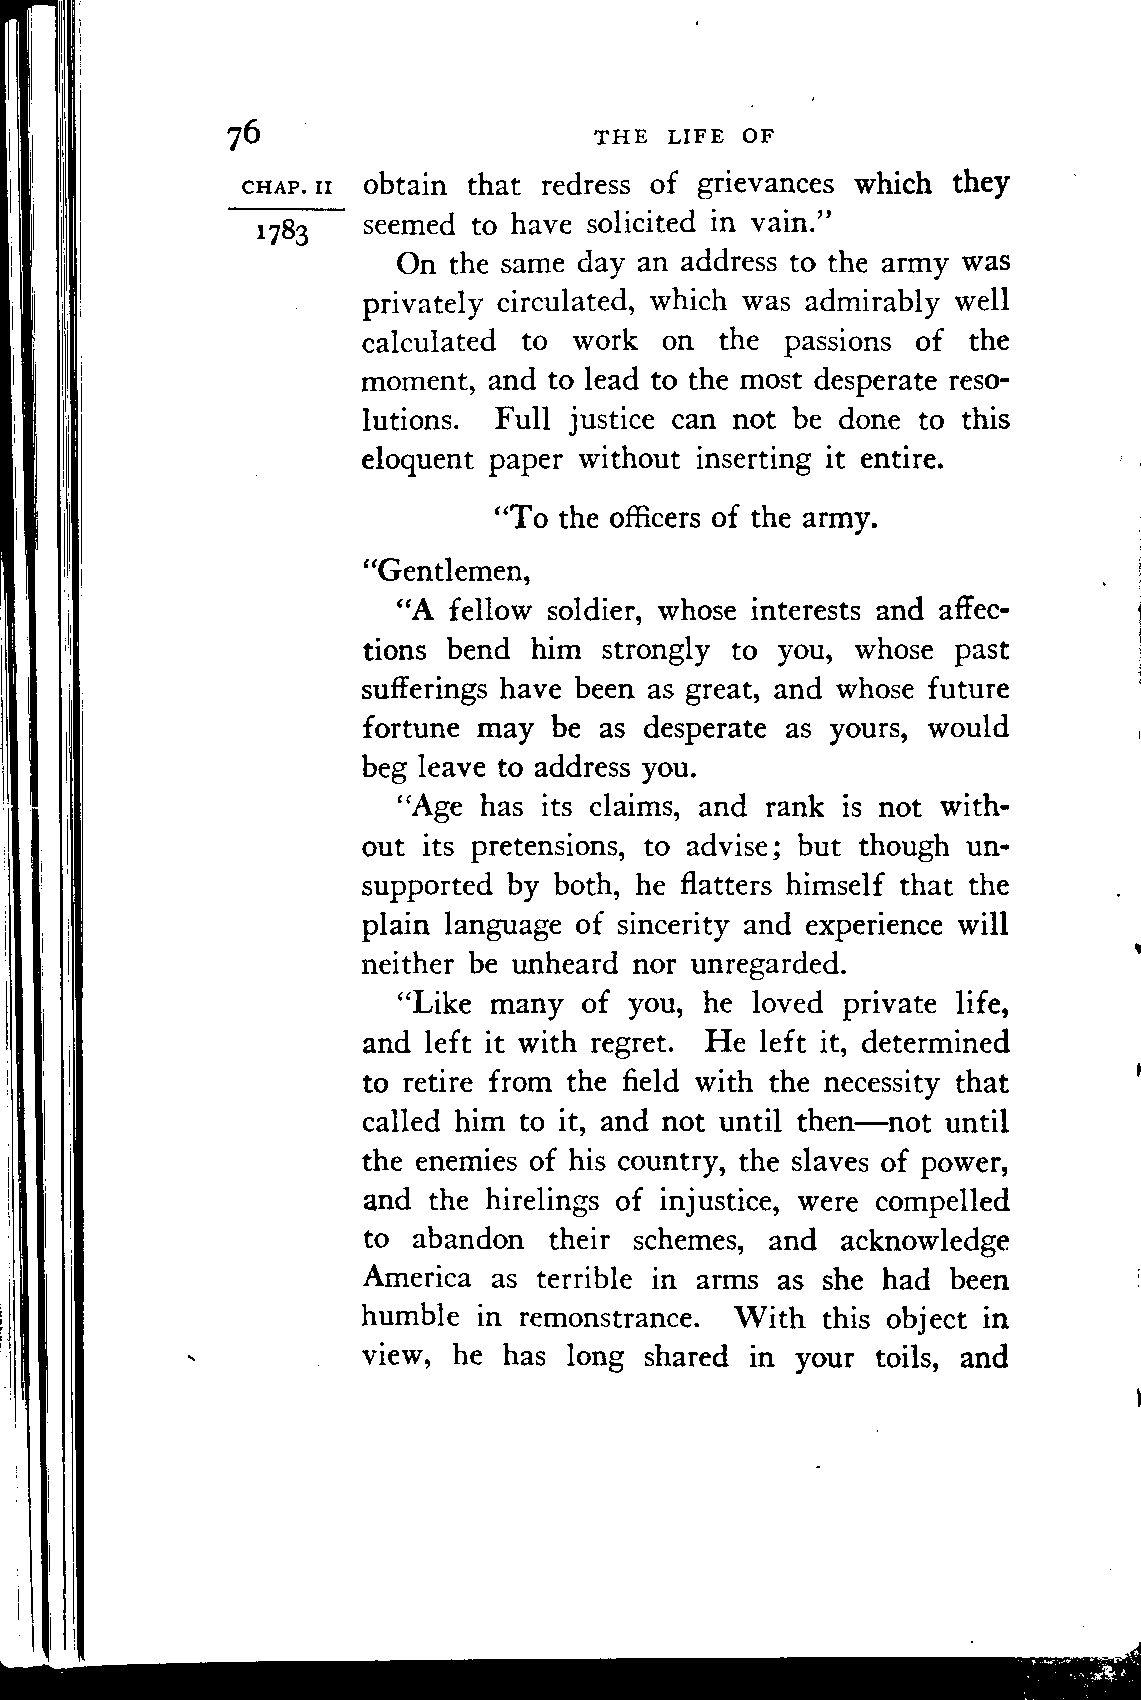 76 THE LIFE OF
CHAP. II obtain that redress of grievances which they
1783 seemed to have solicited in vain."
On the same day an address to the army was
privately circulated, which was admirably well
calculated to work on the passions of the
moment, and to lead to the most desperate reso-
lutions. Full justice can not be done to this
eloquent paper without inserting it entire.
"To the officers of the army.
"Gentlemen,
"A fellow soldier, whose interests and affec-
tions bend him strongly to you, whose past
sufferings have been as great, and whose future
fortune may be as desperate as yours, would
beg leave to address you.
"Age has its claims, and rank is not with-
out its pretensions, to advise; but though un-
supported by both, he flatters himself that the
plain language of sincerity and experience will
neither be unheard nor unregarded.
"Like many of you, he loved private life,
and left it with regret. He left it, determined
to retire from the field with the necessity that
called him to it, and not until then—not until
the enemies of his country, the slaves of power,
and the hirelings of injustice, were compelled
to abandon their schemes, and acknowledge
America as terrible in arms as she had been
humble in remonstrance. With this object in
view, he has long shared in your toils, and